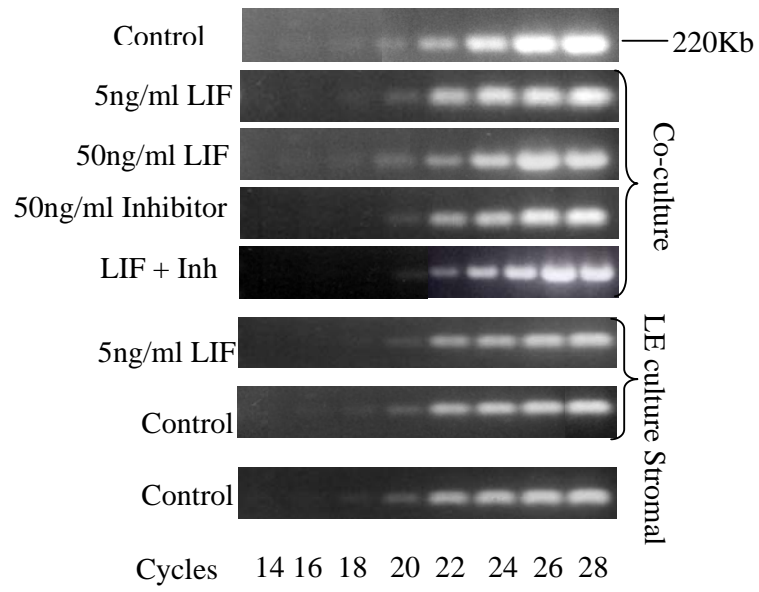 Control
220Kb
5ng/ml LIF
50ng/ml LIF
50ng/ml Inhibitor
LIF + Inh
Co-culture
5ng/ml LIF
Control
LE culture
Control
Stromal
Cycles 14 16 18 20 22 24 26 28